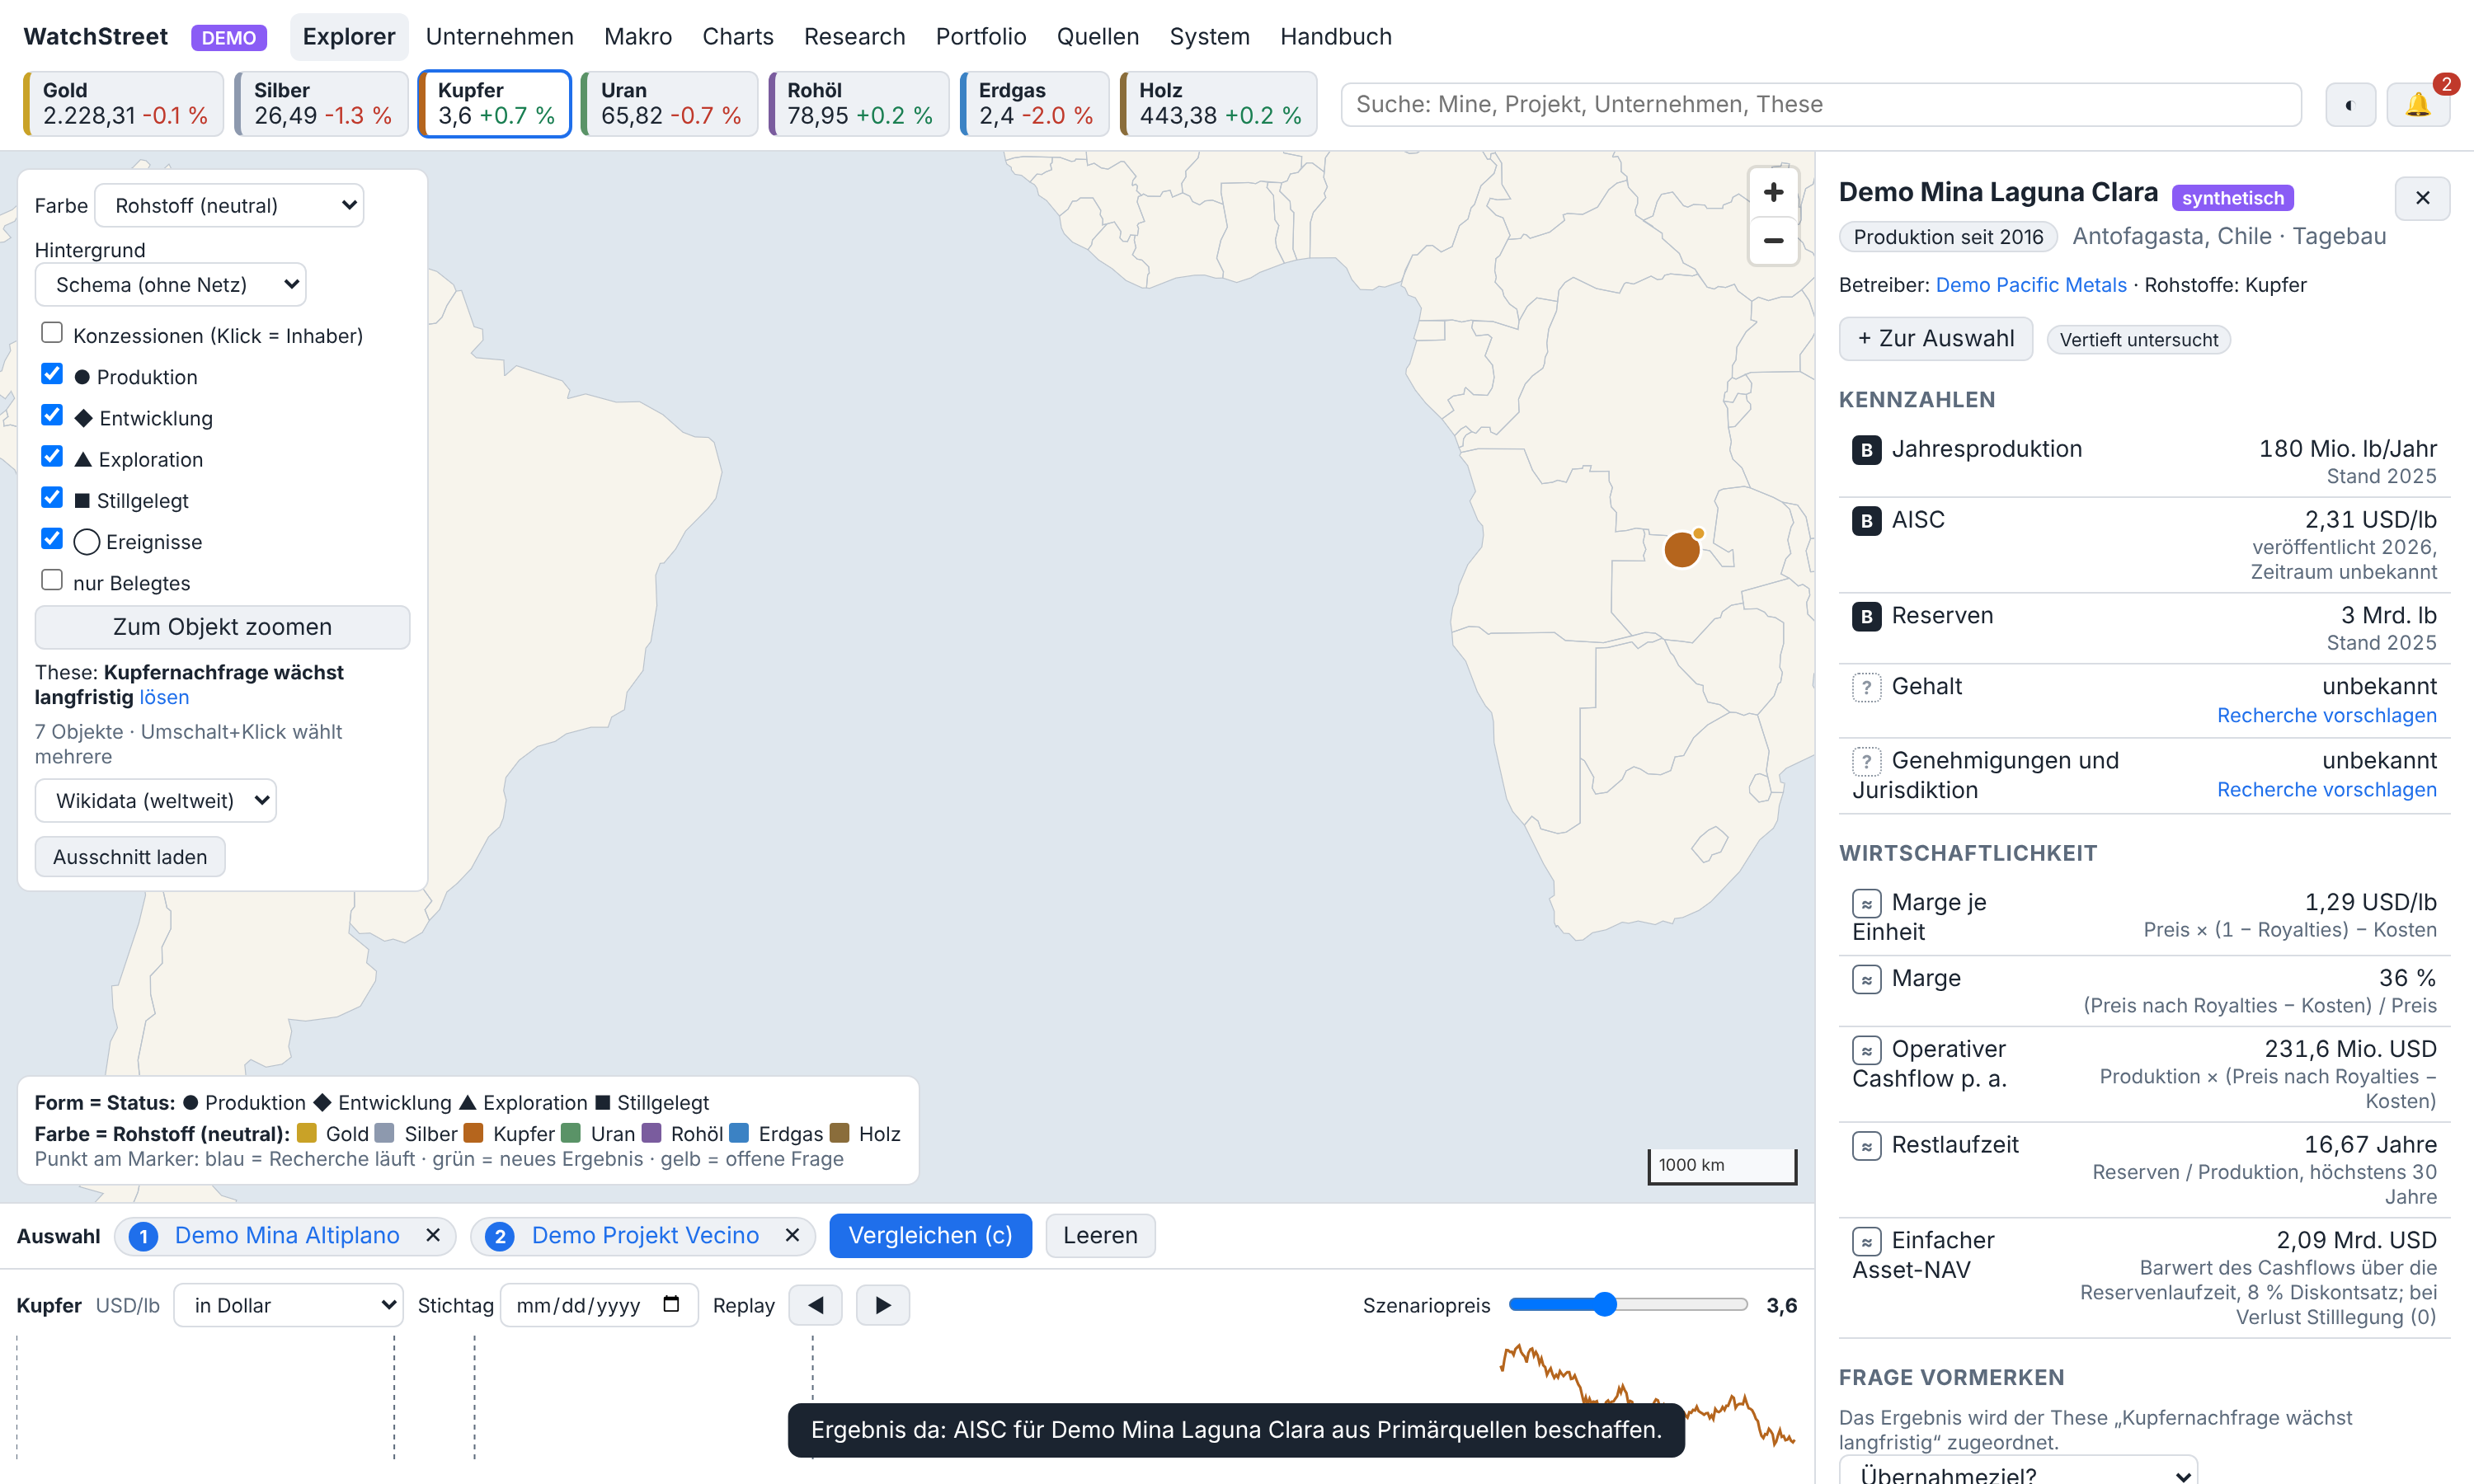 WatchStreet DEMO Explorer Unternehmen Makro Charts Research Portfolio Quellen System Handbuch
Gold 2.228,31 -0.1 %
Silber 26,49 -1.3 %
Kupfer 3,6 +0.7 %
Uran 65,82 -0.7 %
Rohöl 78,95 +0.2 %
Erdgas 2,4 -2.0 %
Holz 443,38 +0.2 %
Suche: Mine, Projekt, Unternehmen, These
2
Farbe Rohstoff (neutral)
Hintergrund
Schema (ohne Netz)
Konzessionen (Klick = Inhaber)
● Produktion
◆ Entwicklung
▲ Exploration
■ Stillgelegt
◯ Ereignisse
nur Belegtes
Zum Objekt zoomen
These: Kupfernachfrage wächst
langfristig lösen
7 Objekte · Umschalt+Klick wählt
mehrere
Wikidata (weltweit)
Ausschnitt laden
+
−
Form = Status: ● Produktion ◆ Entwicklung ▲ Exploration ■ Stillgelegt
Farbe = Rohstoff (neutral): Gold Silber Kupfer Uran Rohöl Erdgas Holz
Punkt am Marker: blau = Recherche läuft · grün = neues Ergebnis · gelb = offene Frage
1000 km
Auswahl 1 Demo Mina Altiplano ✕ 2 Demo Projekt Vecino ✕ Vergleichen (c) Leeren
Kupfer USD/lb in Dollar Stichtag mm/dd/yyyy Replay ◀ ▶ Szenariopreis 3,6
Ergebnis da: AISC für Demo Mina Laguna Clara aus Primärquellen beschaffen.
Demo Mina Laguna Clara synthetisch ✕
Produktion seit 2016 Antofagasta, Chile · Tagebau
Betreiber: Demo Pacific Metals · Rohstoffe: Kupfer
+ Zur Auswahl Vertieft untersucht
KENNZAHLEN
B Jahresproduktion 180 Mio. lb/Jahr
Stand 2025
B AISC 2,31 USD/lb
veröffentlicht 2026,
Zeitraum unbekannt
B Reserven 3 Mrd. lb
Stand 2025
? Gehalt unbekannt
Recherche vorschlagen
? Genehmigungen und unbekannt
Jurisdiktion Recherche vorschlagen
WIRTSCHAFTLICHKEIT
≈ Marge je 1,29 USD/lb
Einheit Preis × (1 − Royalties) − Kosten
≈ Marge 36 %
(Preis nach Royalties − Kosten) / Preis
≈ Operativer 231,6 Mio. USD
Cashflow p. a. Produktion × (Preis nach Royalties −
Kosten)
≈ Restlaufzeit 16,67 Jahre
Reserven / Produktion, höchstens 30
Jahre
≈ Einfacher 2,09 Mrd. USD
Asset-NAV Barwert des Cashflows über die
Reservenlaufzeit, 8 % Diskontsatz; bei
Verlust Stilllegung (0)
FRAGE VORMERKEN
Das Ergebnis wird der These „Kupfernachfrage wächst
langfristig“ zugeordnet.
Übernahmeziel?